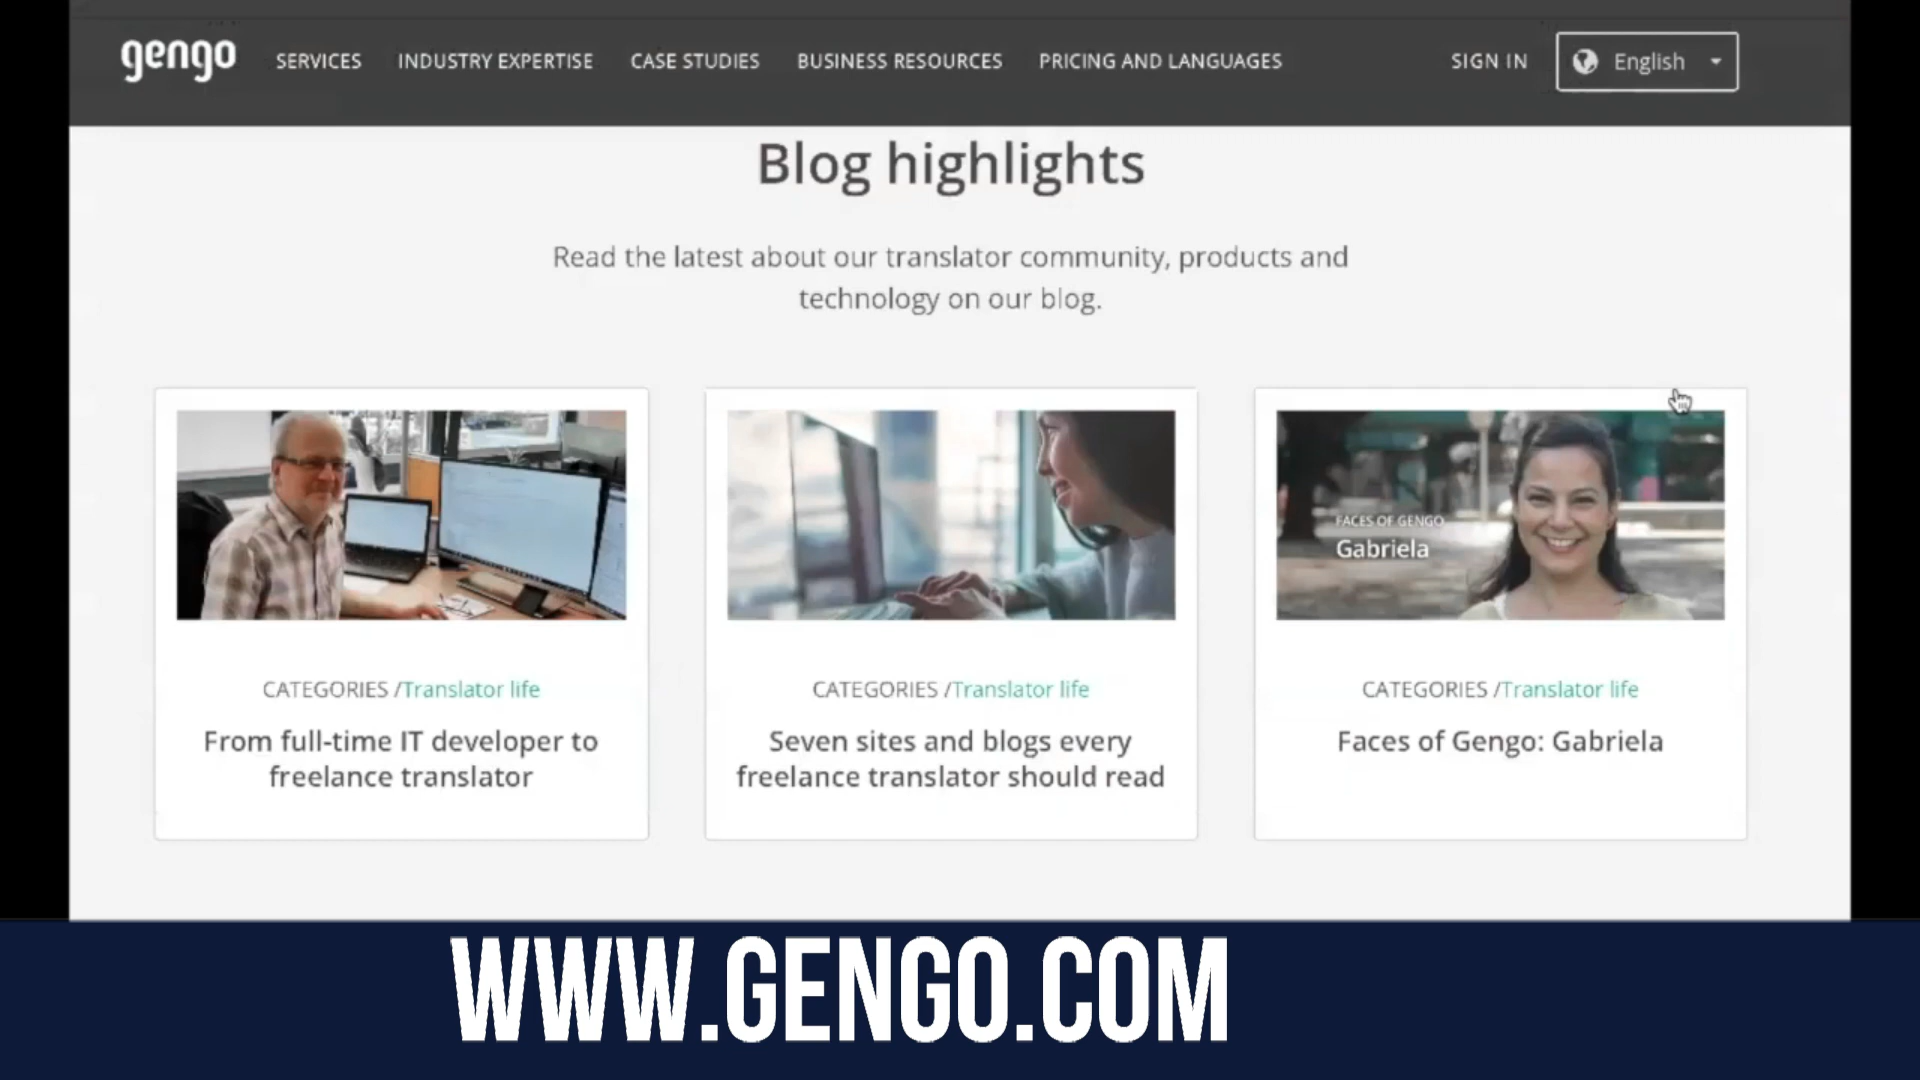 gengo
SERVICES
INDUSTRY EXPERTISE
CASE STUDIES
BUSINESS RESOURCES
PRICING AND LANGUAGES
SIGN IN
English
Blog highlights
Read the latest about our translator community, products and
technology on our blog.
FACES OF GENGO
Gabriela
CATEGORIES /Translator life
From full-time IT developer to
freelance translator
CATEGORIES /Translator life
Seven sites and blogs every
freelance translator should read
CATEGORIES /Translator life
Faces of Gengo: Gabriela
WWW.GENGO.COM